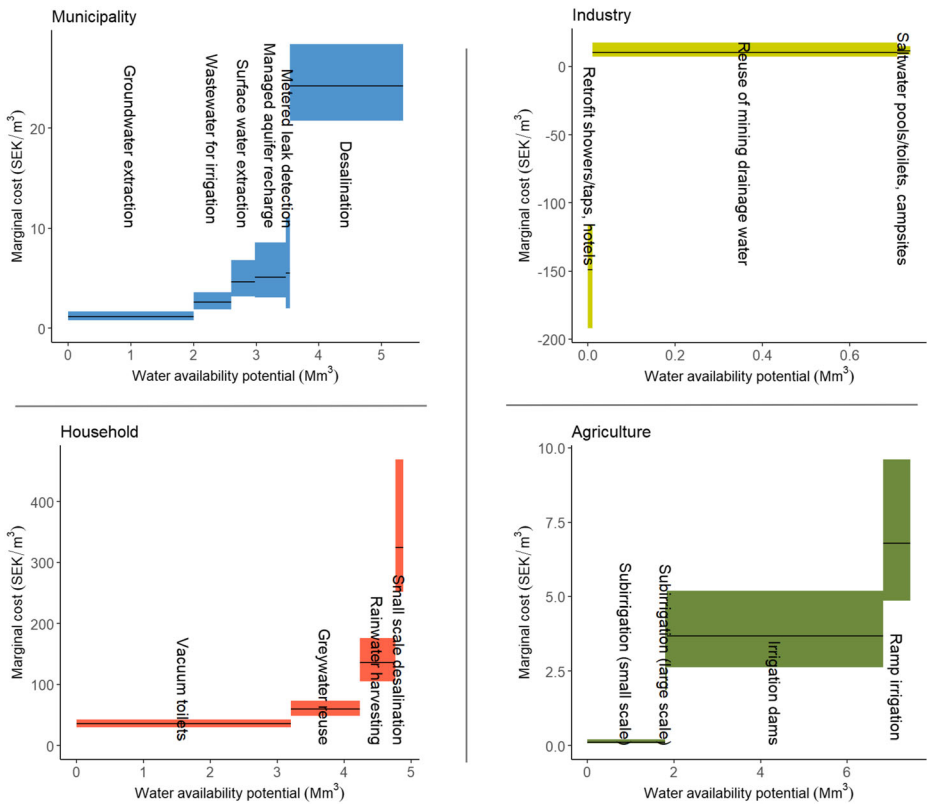 Municipality
Marginal cost (SEK/m³)
20
10
0
Groundwater extraction
Wastewater for irrigation
Surface water extraction
Managed aquifer recharge
Metered leak detection
Desalination
0 1 2 3 4 5
Water availability potential (Mm³)
Industry
Marginal cost (SEK/m³)
0
-50
-100
-150
-200
Retrofit showers/taps, hotels
Reuse of mining drainage water
Saltwater pools/toilets, campsites
0.0 0.2 0.4 0.6
Water availability potential (Mm³)
Household
Marginal cost (SEK/m³)
400
300
200
100
0
Vacuum toilets
Greywater reuse
Rainwater harvesting
Small scale desalination
0 1 2 3 4 5
Water availability potential (Mm³)
Agriculture
Marginal cost (SEK/m³)
10.0
7.5
5.0
2.5
0.0
Subirrigation (small scale)
Subirrigation (large scale)
Irrigation dams
Ramp irrigation
0 2 4 6
Water availability potential (Mm³)